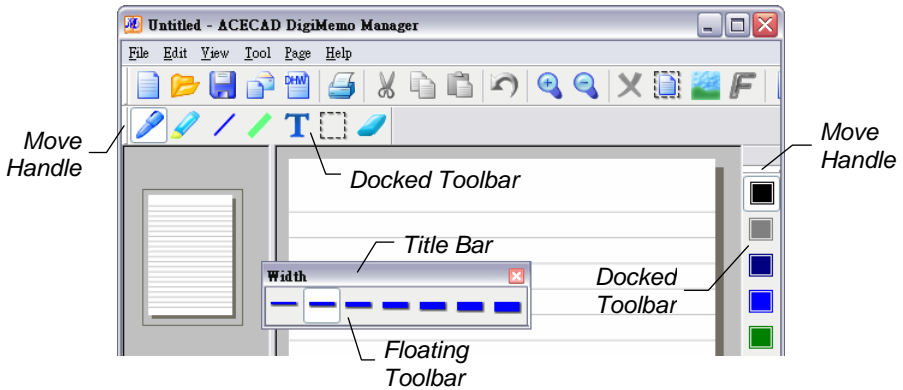 Untitled - ACECAD DigiMemo Manager
File Edit View Tool Page Help
DHW
F
T
Move
Handle
Move
Handle
Docked Toolbar
Title Bar
Width
Docked
Toolbar
Floating
Toolbar